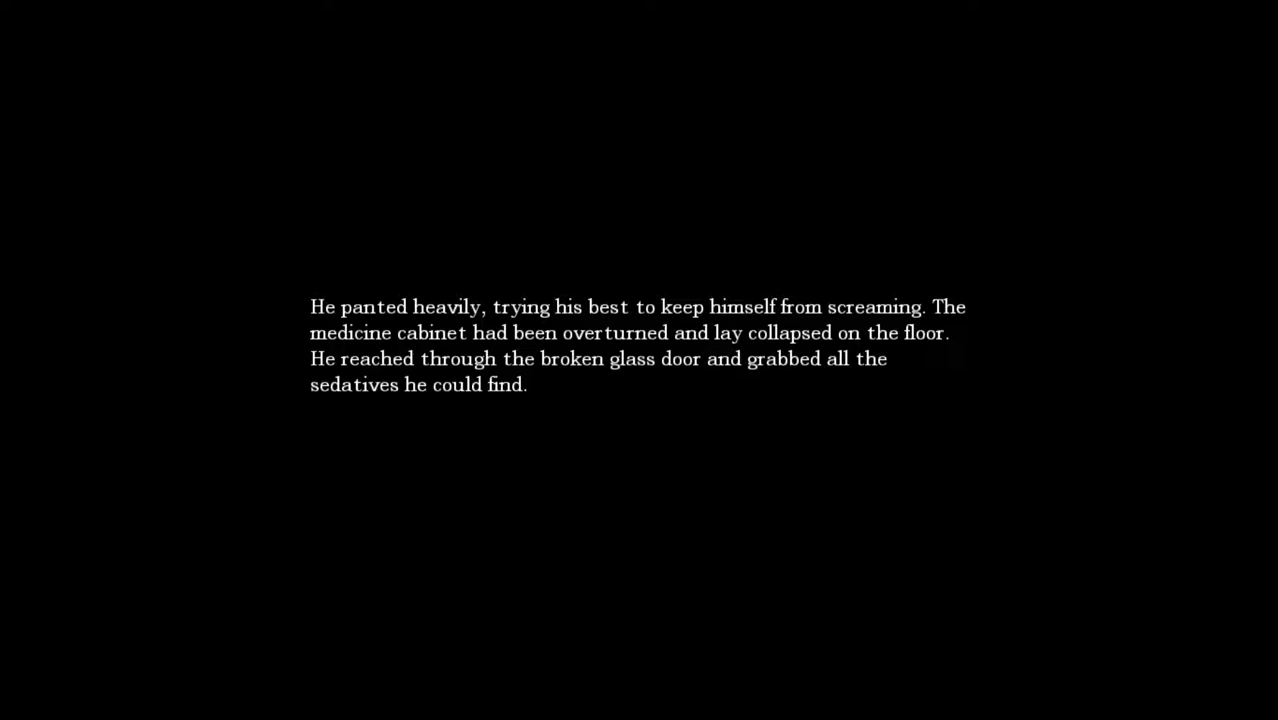 He panted heavily, trying his best to keep himself from screaming. The
medicine cabinet had been overturned and lay collapsed on the floor.
He reached through the broken glass door and grabbed all the
sedatives he could find.